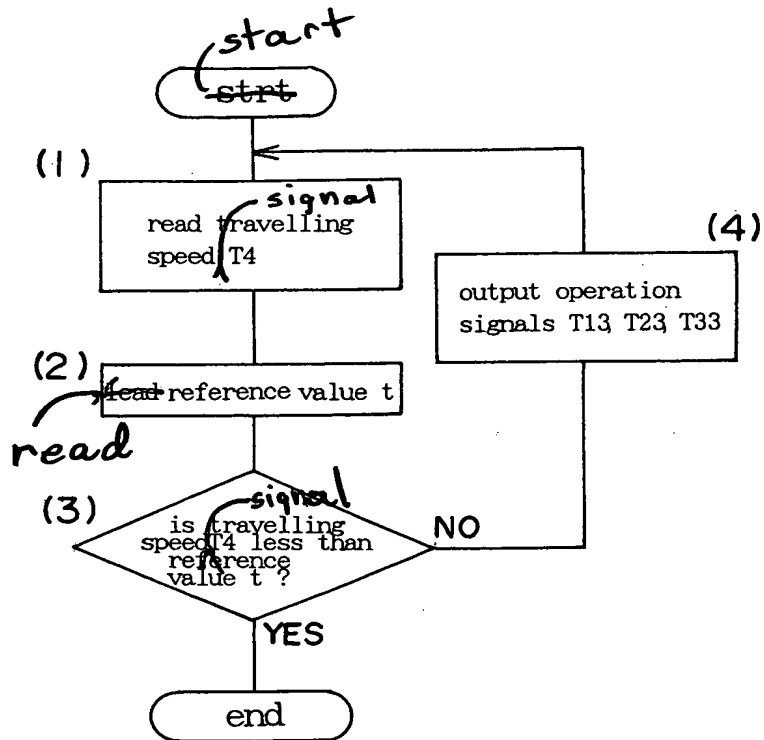 start
strt
(1)
signal
read travelling
speed T4
(4)
output operation
signals T13, T23, T33
(2)
lead reference value t
read
(3)
signal
is travelling
speed T4 less than
reference
value t ?
NO
YES
end